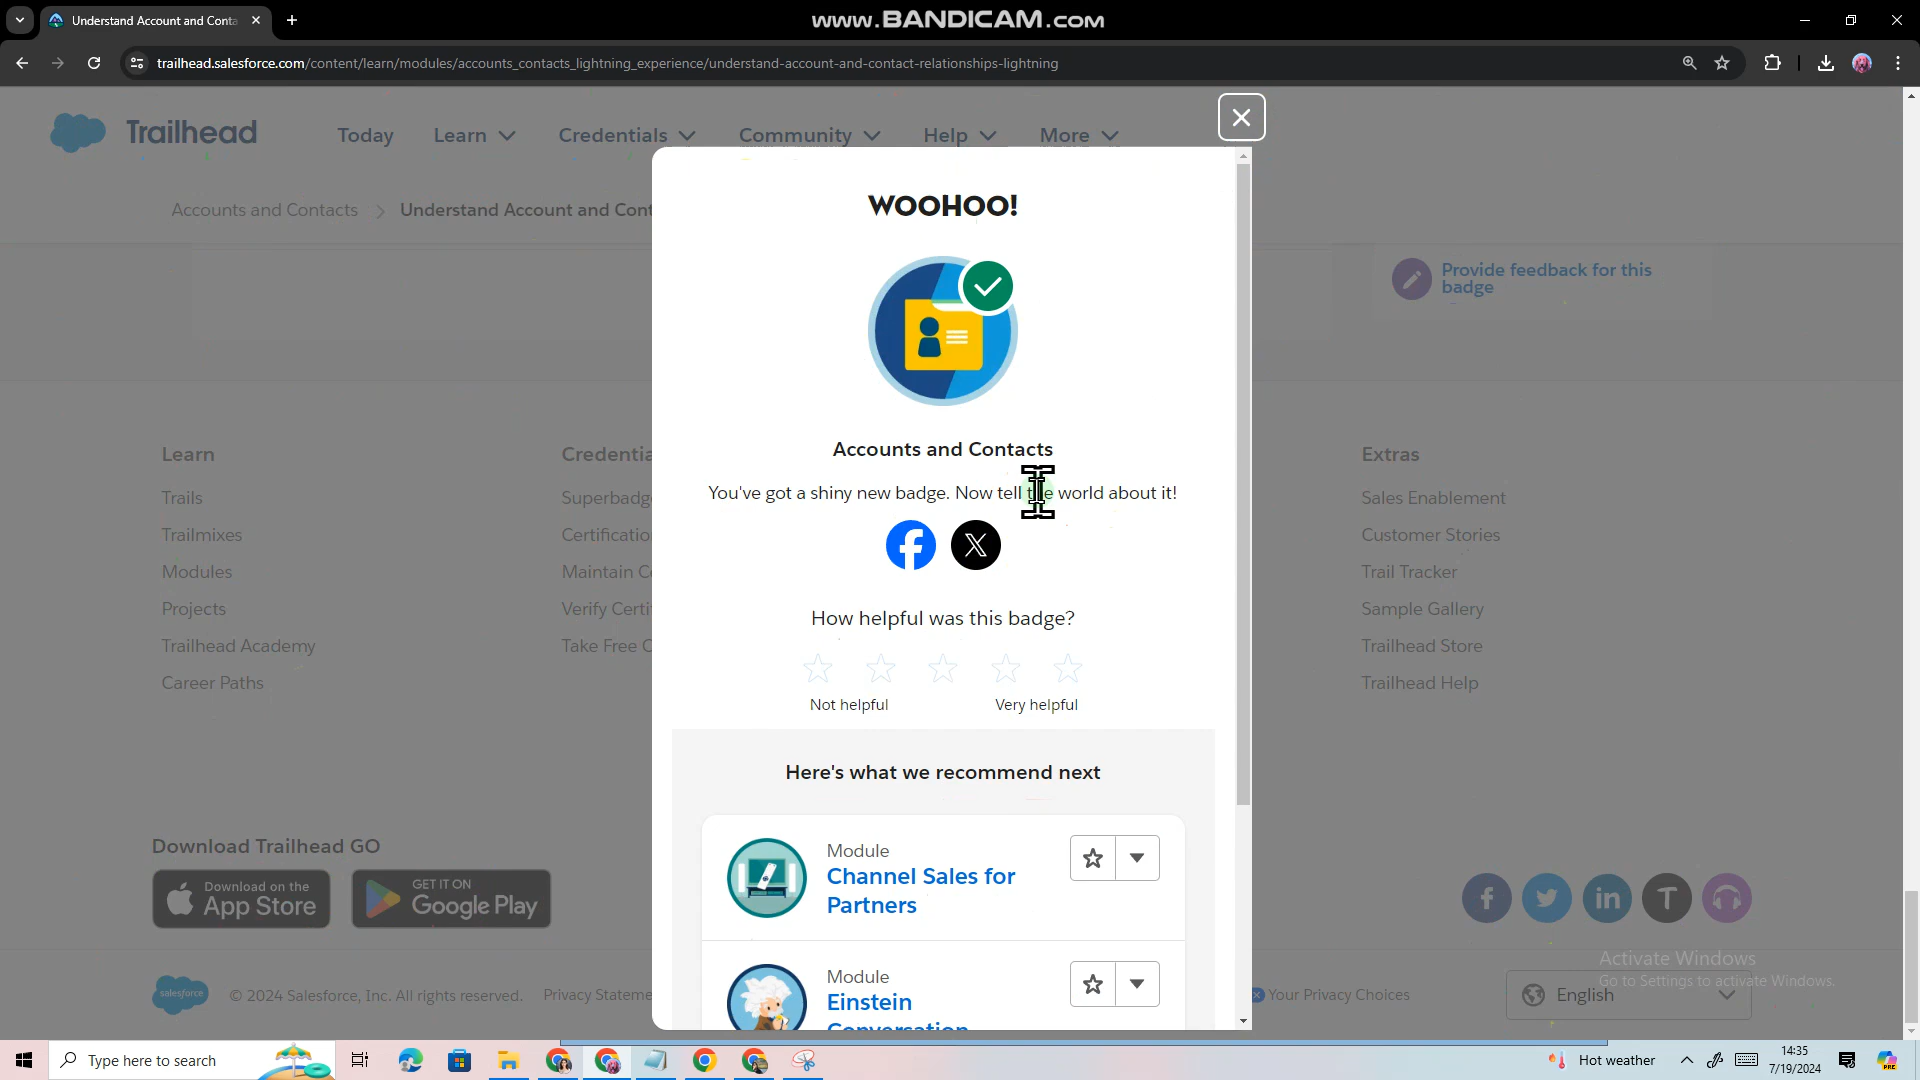 Understand Account and Conta
www.BANDICAM.com
trailhead.salesforce.com/content/learn/modules/accounts_contacts_lightning_experience/understand-account-and-contact-relationships-lightning
Trailhead
Today
Learn
Credentials
Community
Help
More
Accounts and Contacts > Understand Account and Cont
WOOHOO!
Provide feedback for this
badge
Accounts and Contacts
You've got a shiny new badge. Now tell the world about it!
How helpful was this badge?
Not helpful
Very helpful
Here's what we recommend next
Module
Channel Sales for
Partners
Module
Einstein
Conversation
Learn
Trails
Trailmixes
Modules
Projects
Trailhead Academy
Career Paths
Credentia
Superbadg
Certificatio
Maintain C
Verify Certi
Take Free C
Extras
Sales Enablement
Customer Stories
Trail Tracker
Sample Gallery
Trailhead Store
Trailhead Help
Download Trailhead GO
Download on the
App Store
GET IT ON
Google Play
Activate Windows
Go to Settings to activate Windows.
salesforce
© 2024 Salesforce, Inc. All rights reserved.
Privacy Stateme
Your Privacy Choices
English
Type here to search
Hot weather
14:35
7/19/2024
PRE